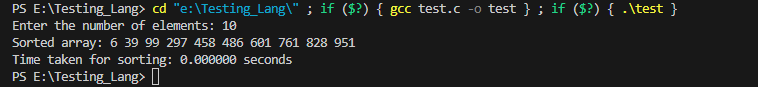 PS E:\Testing_Lang> cd "e:\Testing_Lang\" ; if ($?) { gcc test.c -o test } ; if ($?) { .\test }
Enter the number of elements: 10
Sorted array: 6 39 99 297 458 486 601 761 828 951
Time taken for sorting: 0.000000 seconds
PS E:\Testing_Lang>